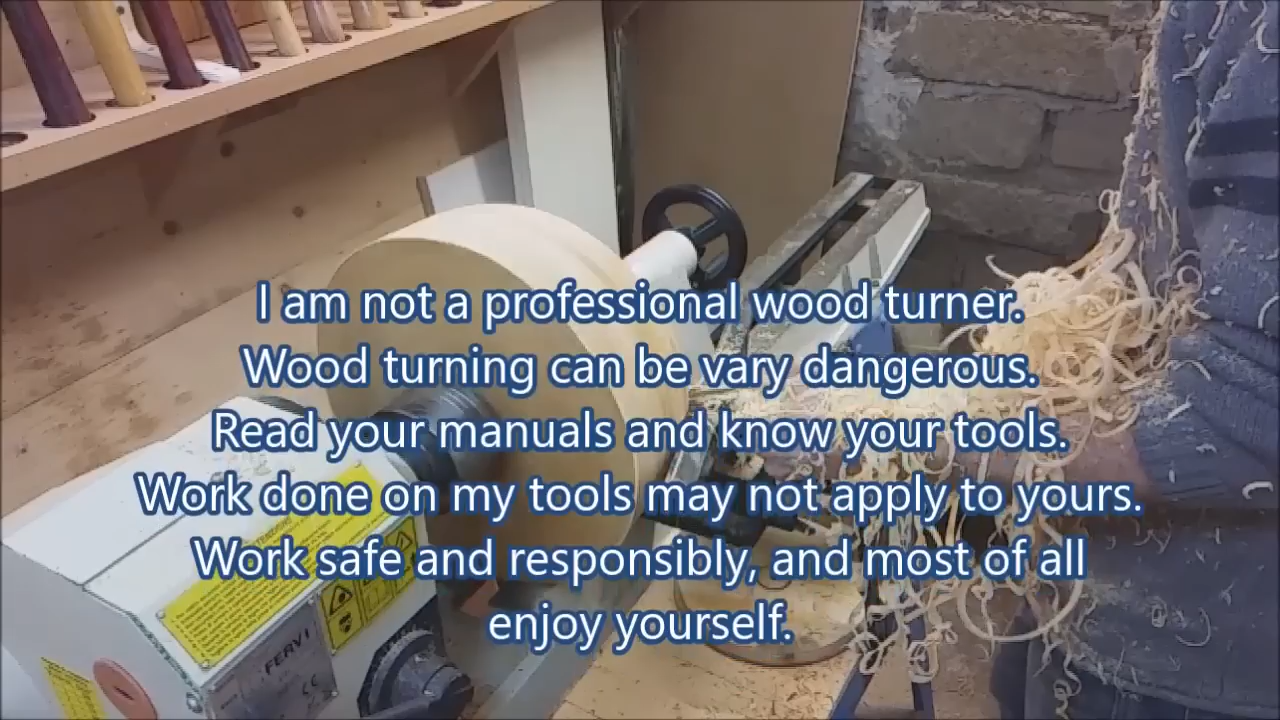 I am not a professional wood turner.
Wood turning can be vary dangerous.
Read your manuals and know your tools.
Work done on my tools may not apply to yours.
Work safe and responsibly, and most of all
enjoy yourself.
FERVI
CE